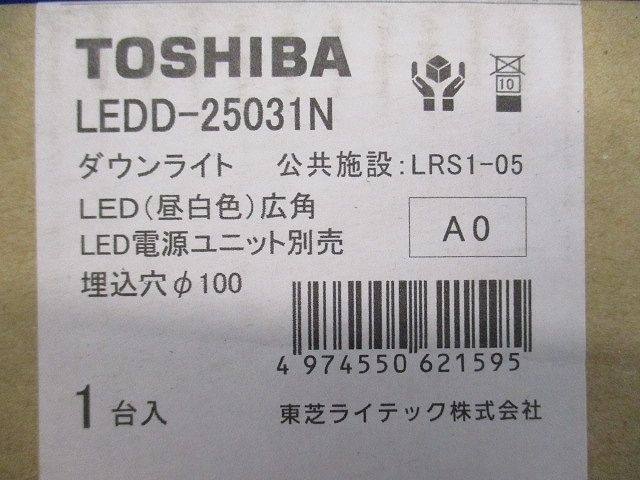 TOSHIBA
10
LEDD-25031N
ダウンライト 公共施設:LRS1-05
LED(昼白色)広角
A0
LED電源ユニット別売
埋込穴φ100
4 974550 621595
1台入
東芝ライテック株式会社